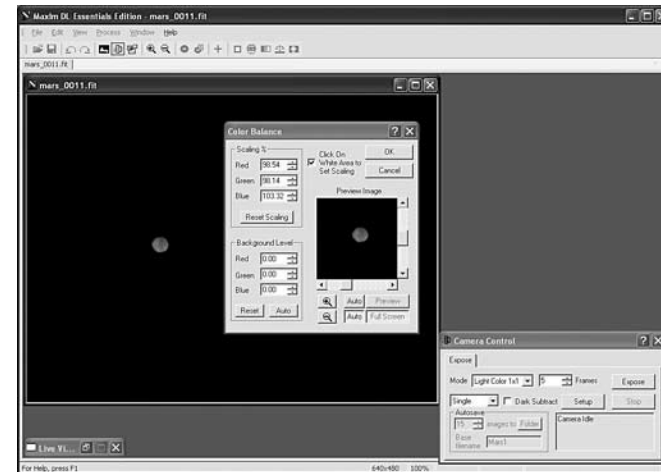 MaxIm DL Essentials Edition - mars_0011.fit
File Edit View Process Window Help
mars_0011.fit
mars_0011.fit
Color Balance
Scaling %
Red 98.54
Green 98.14
Blue 103.32
Reset Scaling
Click On
White Area to
Set Scaling
OK
Cancel
Preview Image
Background Level
Red 0.00
Green 0.00
Blue 0.00
Reset Auto
Auto Preview
Auto Full Screen
Camera Control
Expose
Mode Light Color 1x1 5 Frames Expose
Single Dark Subtract Setup Stop
Autosave
15 images to Folder
Camera Idle
Base
filename Mars1
Live Vi...
For Help, press F1
640x480 100%